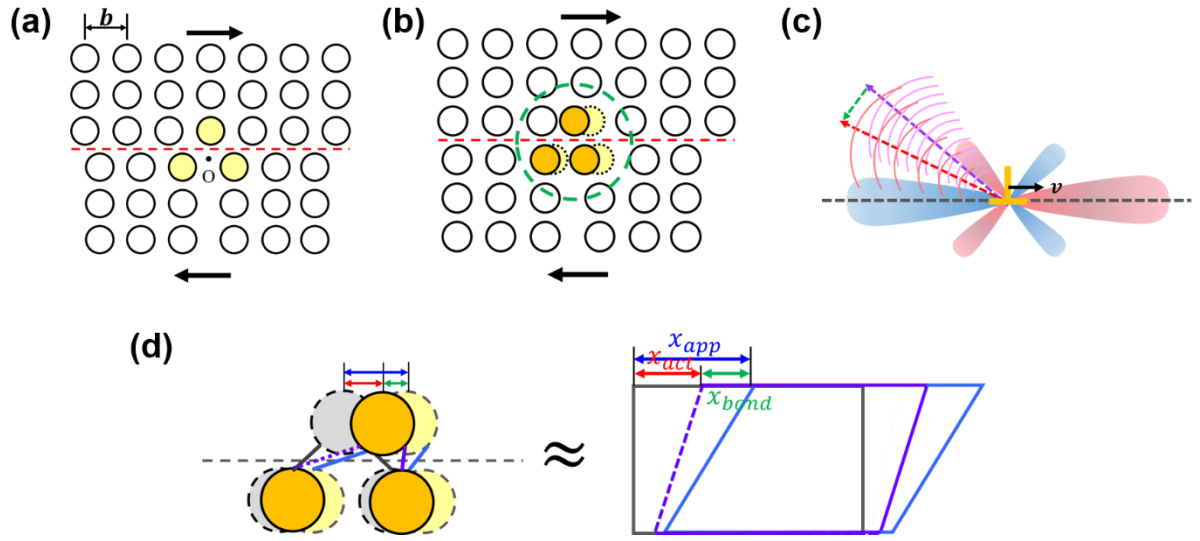 (a)
b
O
(b)
(c)
v
(d)
x_app
x_act
x_bond
≈